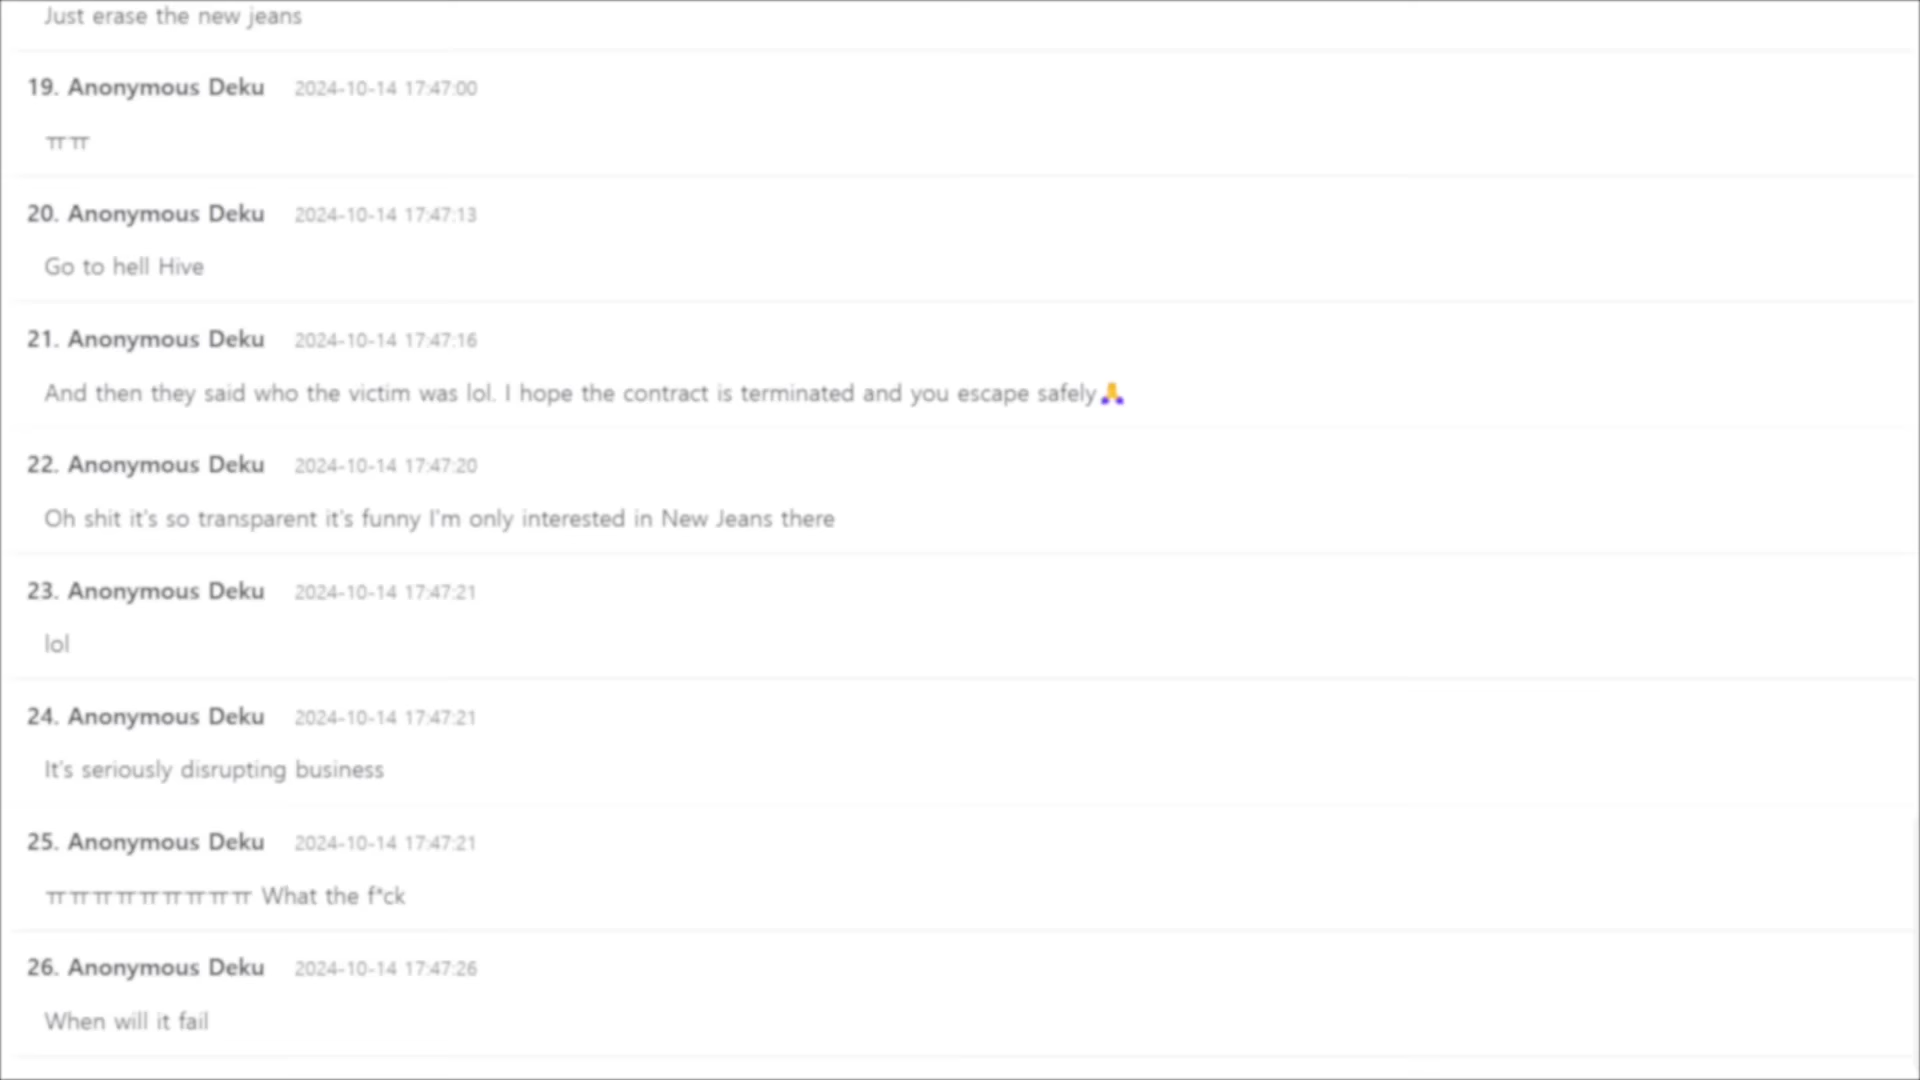 Just erase the new jeans
19. Anonymous Deku 2024-10-14 17:47:00
ㅠㅠ
20. Anonymous Deku 2024-10-14 17:47:13
Go to hell Hive
21. Anonymous Deku 2024-10-14 17:47:16
And then they said who the victim was lol. I hope the contract is terminated and you escape safely🙏
22. Anonymous Deku 2024-10-14 17:47:20
Oh shit it's so transparent it's funny I'm only interested in New Jeans there
23. Anonymous Deku 2024-10-14 17:47:21
lol
24. Anonymous Deku 2024-10-14 17:47:21
It's seriously disrupting business
25. Anonymous Deku 2024-10-14 17:47:21
ㅠㅠㅠㅠㅠㅠㅠㅠㅠ What the f*ck
26. Anonymous Deku 2024-10-14 17:47:26
When will it fail